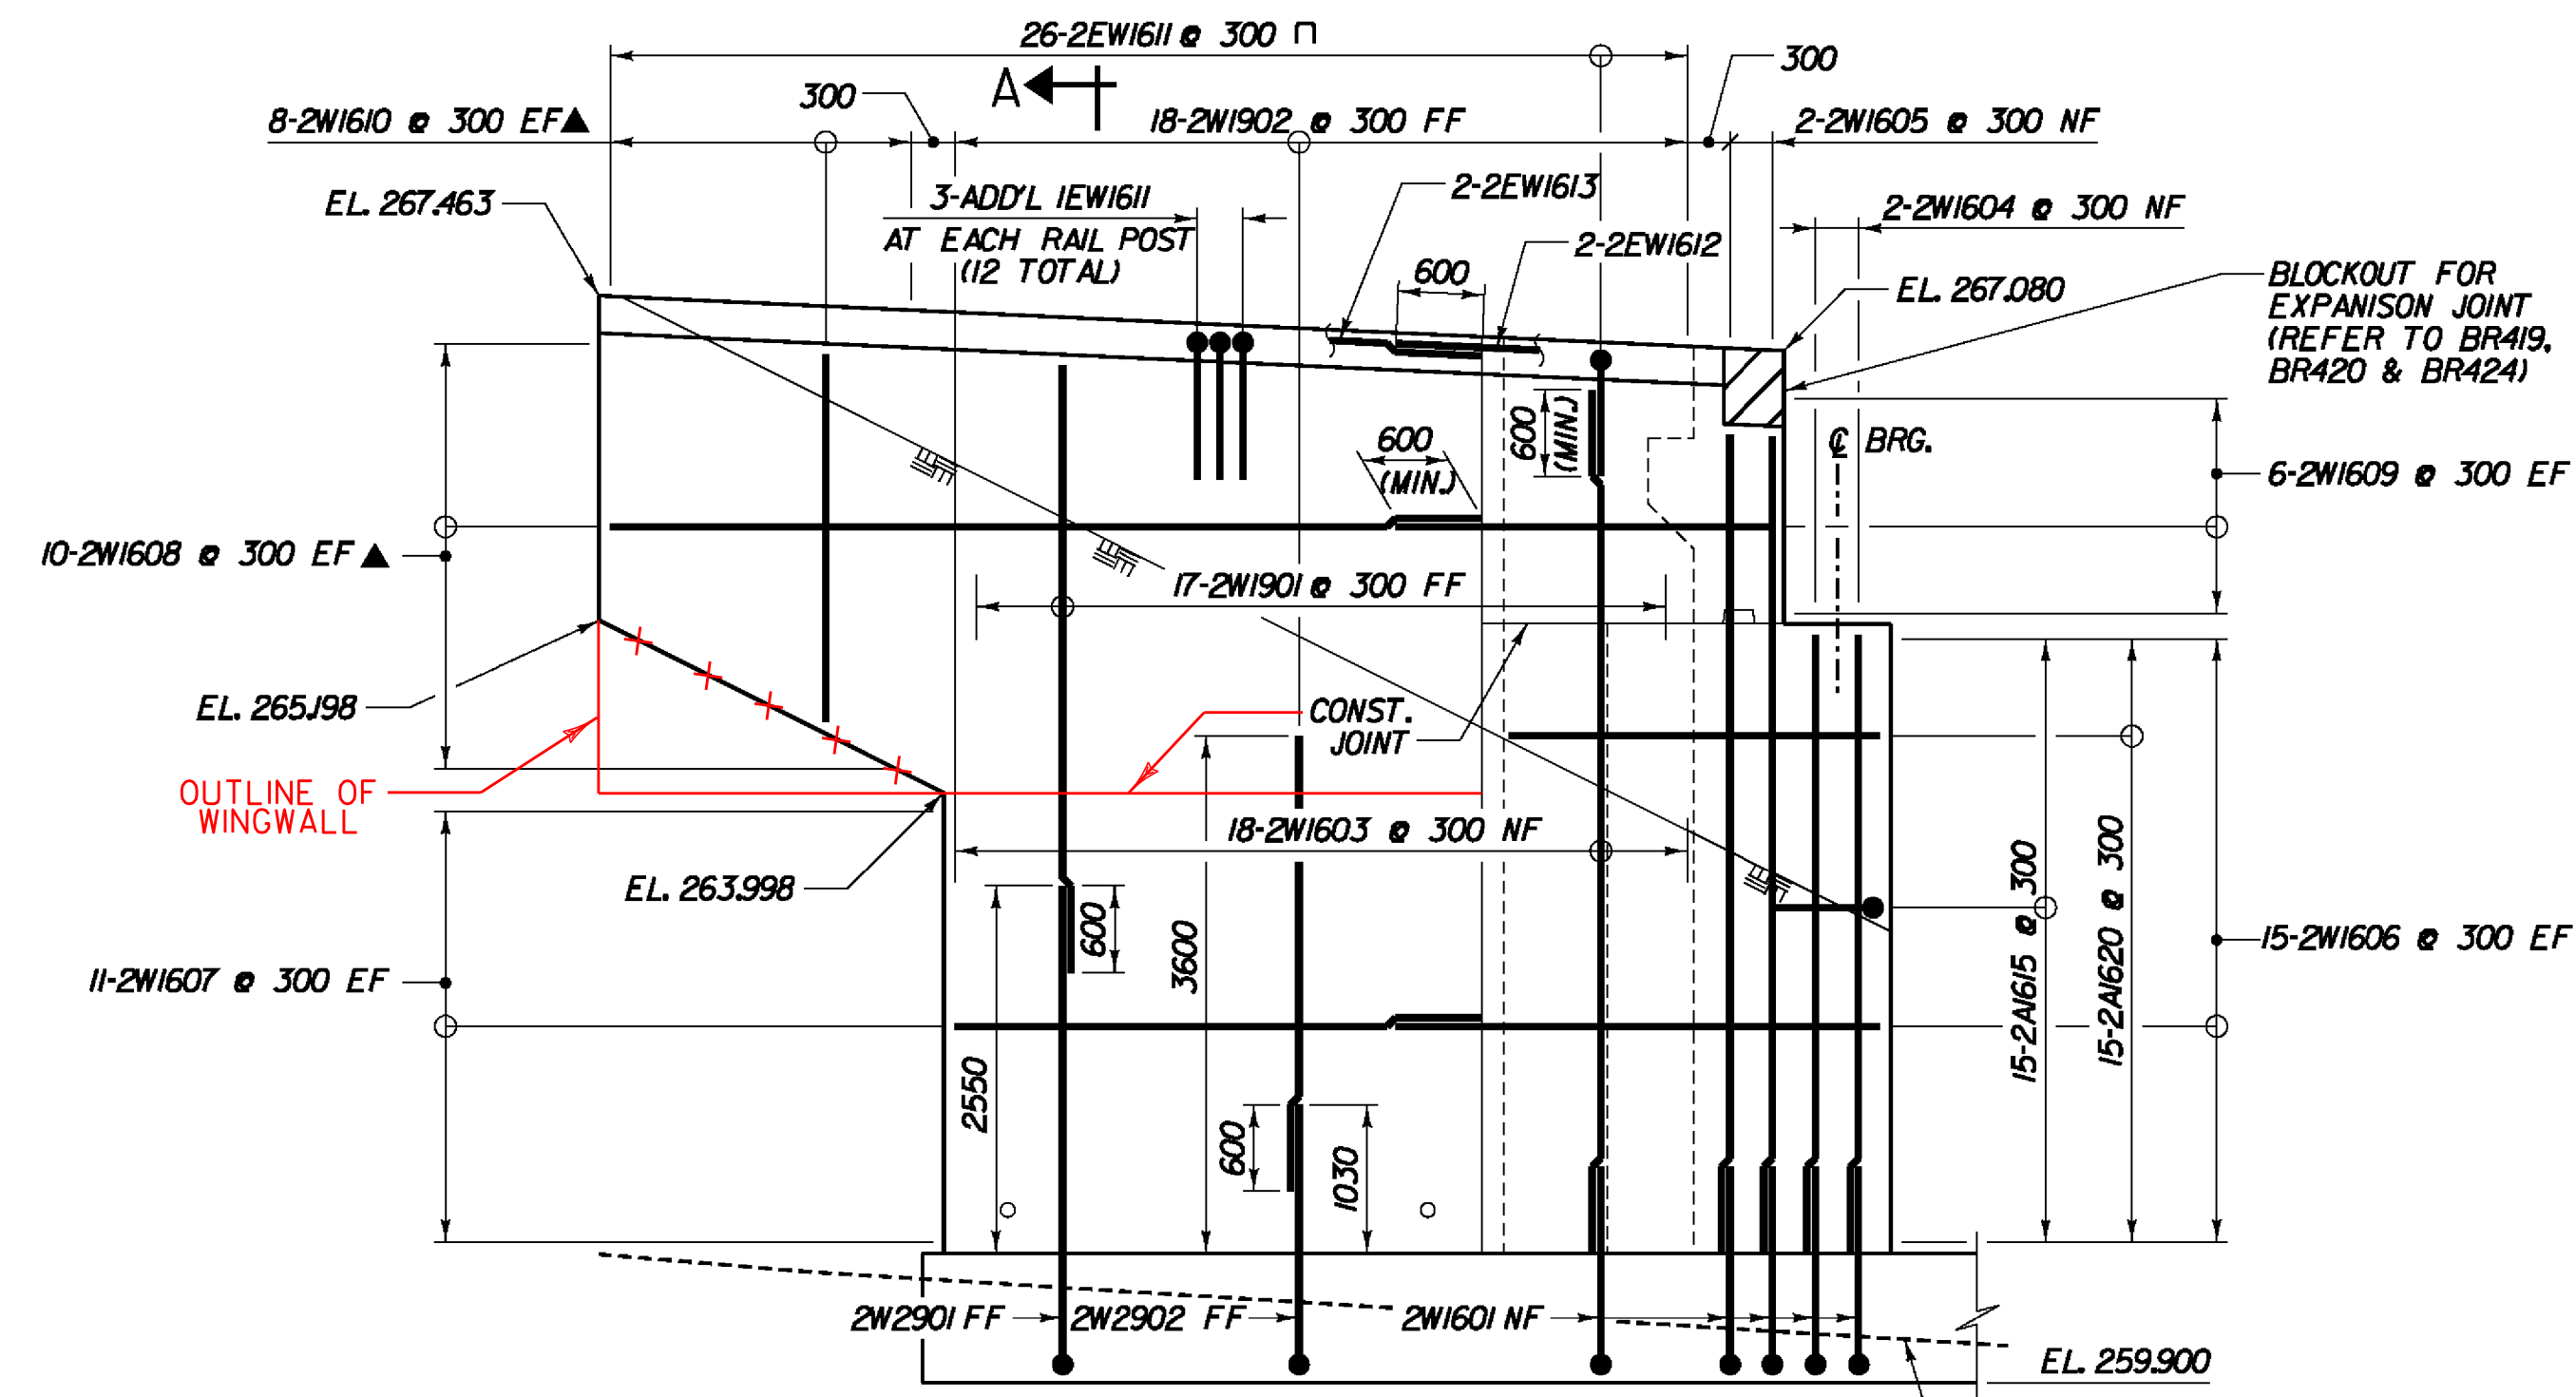 26-2EW1611 @ 300
A
300
300
8-2W1610 @ 300 EF▲
18-2W1902 @ 300 FF
2-2W1605 @ 300 NF
EL. 267.463
3-ADD'L 1EW1611
AT EACH RAIL POST
(12 TOTAL)
2-2EW1613
2-2EW1612
2-2W1604 @ 300 NF
600
EL. 267.080
BLOCKOUT FOR
EXPANISON JOINT
(REFER TO BR419,
BR420 & BR424)
600
(MIN.)
600
(MIN.)
℄ BRG.
6-2W1609 @ 300 EF
10-2W1608 @ 300 EF▲
17-2W1901 @ 300 FF
EL. 265.198
CONST.
JOINT
OUTLINE OF
WINGWALL
18-2W1603 @ 300 NF
EL. 263.998
600
3600
15-2A1615 @ 300
15-2A1620 @ 300
15-2W1606 @ 300 EF
11-2W1607 @ 300 EF
2550
600
1030
2W2901 FF
2W2902 FF
2W1601 NF
EL. 259.900